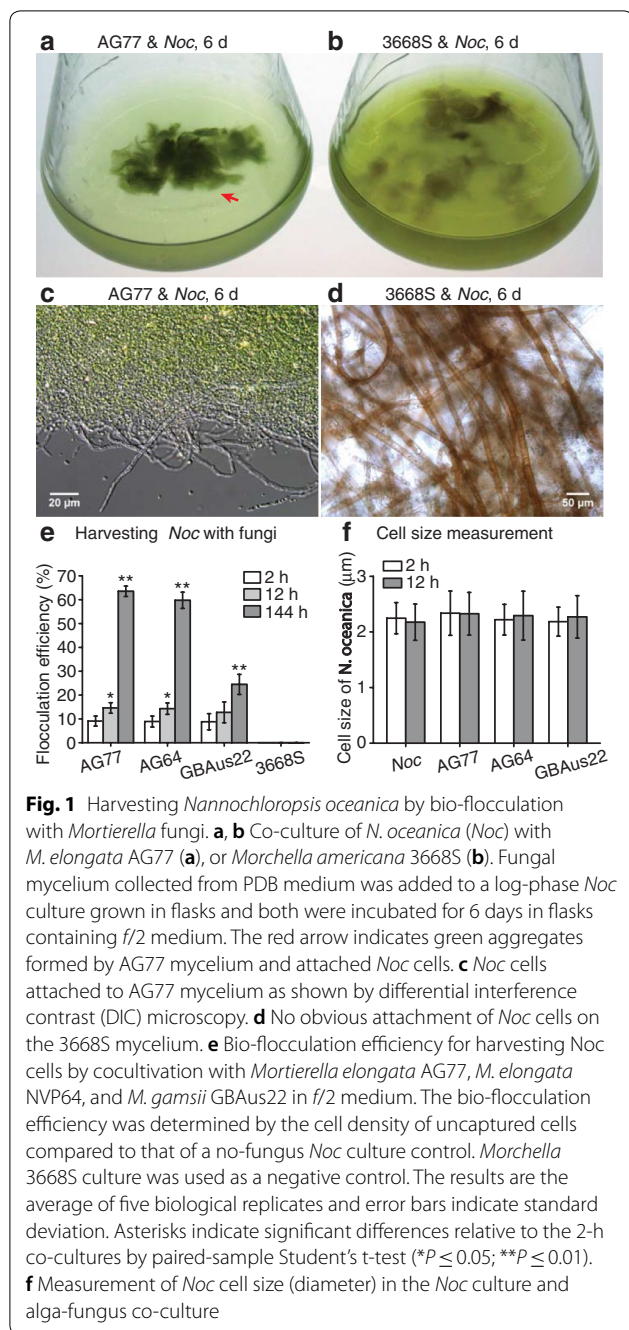 a AG77 & Noc, 6 d
b 3668S & Noc, 6 d
c AG77 & Noc, 6 d
d 3668S & Noc, 6 d
20 µm
50 µm
e Harvesting Noc with fungi
Flocculation efficiency (%)
70
60
50
40
30
20
10
0
2 h
12 h
144 h
* ** * ** **
AG77 AG64 GBAus22 3668S
f Cell size measurement
Cell size of N. oceanica (µm)
3
2
1
0
2 h
12 h
Noc AG77 AG64 GBAus22
Fig. 1 Harvesting Nannochloropsis oceanica by bio-flocculation
with Mortierella fungi. a, b Co-culture of N. oceanica (Noc) with
M. elongata AG77 (a), or Morchella americana 3668S (b). Fungal
mycelium collected from PDB medium was added to a log-phase Noc
culture grown in flasks and both were incubated for 6 days in flasks
containing f/2 medium. The red arrow indicates green aggregates
formed by AG77 mycelium and attached Noc cells. c Noc cells
attached to AG77 mycelium as shown by differential interference
contrast (DIC) microscopy. d No obvious attachment of Noc cells on
the 3668S mycelium. e Bio-flocculation efficiency for harvesting Noc
cells by cocultivation with Mortierella elongata AG77, M. elongata
NVP64, and M. gamsii GBAus22 in f/2 medium. The bio-flocculation
efficiency was determined by the cell density of uncaptured cells
compared to that of a no-fungus Noc culture control. Morchella
3668S culture was used as a negative control. The results are the
average of five biological replicates and error bars indicate standard
deviation. Asterisks indicate significant differences relative to the 2-h
co-cultures by paired-sample Student's t-test (*P ≤ 0.05; **P ≤ 0.01).
f Measurement of Noc cell size (diameter) in the Noc culture and
alga-fungus co-culture